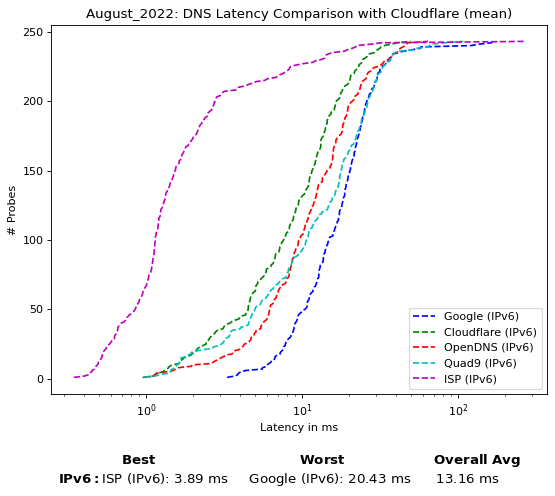 August_2022: DNS Latency Comparison with Cloudflare (mean)
250
200
150
100
50
0
# Probes
10^0
10^1
10^2
Latency in ms
Google (IPv6)
Cloudflare (IPv6)
OpenDNS (IPv6)
Quad9 (IPv6)
ISP (IPv6)
Best Worst Overall Avg
IPv6: ISP (IPv6): 3.89 ms Google (IPv6): 20.43 ms 13.16 ms